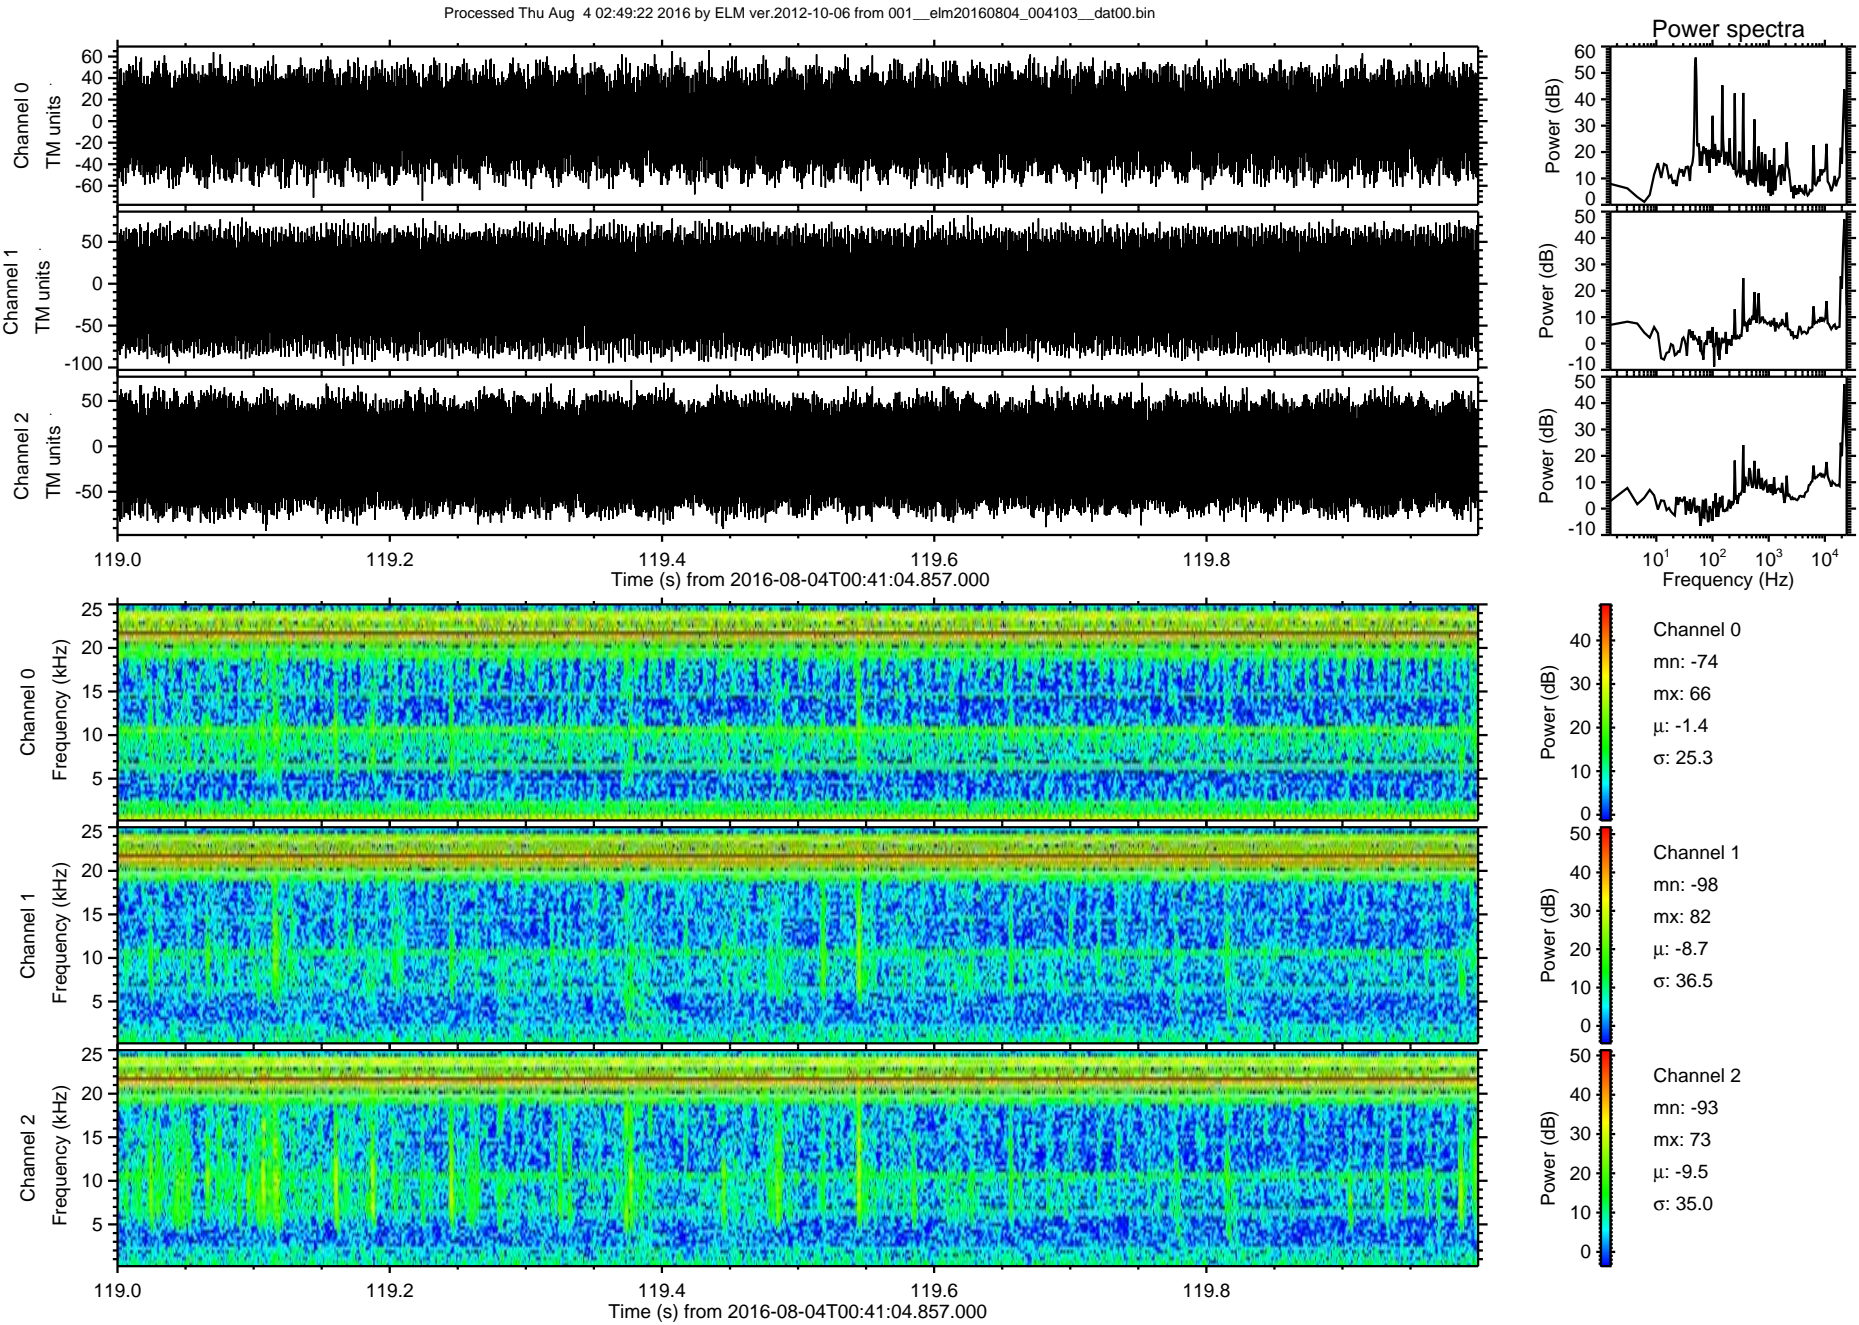 Processed Thu Aug  4 02:49:22 2016 by ELM ver.2012-10-06 from 001__elm20160804_004103__dat00.bin
Power spectra
Channel 0
TM units
60
40
20
0
-20
-40
-60
Power (dB)
60
50
40
30
20
10
0
Channel 1
TM units
50
0
-50
-100
Power (dB)
50
40
30
20
10
0
-10
Channel 2
TM units
50
0
-50
Power (dB)
50
40
30
20
10
0
-10
119.0 119.2 119.4 119.6 119.8
Time (s) from 2016-08-04T00:41:04.857.000
10^1 10^2 10^3 10^4
Frequency (Hz)
Channel 0
Frequency (kHz)
25
20
15
10
5
Power (dB)
40
30
20
10
0
Channel 0
mn: -74
mx: 66
μ: -1.4
σ: 25.3
Channel 1
Frequency (kHz)
25
20
15
10
5
Power (dB)
50
40
30
20
10
0
Channel 1
mn: -98
mx: 82
μ: -8.7
σ: 36.5
Channel 2
Frequency (kHz)
25
20
15
10
5
Power (dB)
50
40
30
20
10
0
Channel 2
mn: -93
mx: 73
μ: -9.5
σ: 35.0
119.0 119.2 119.4 119.6 119.8
Time (s) from 2016-08-04T00:41:04.857.000